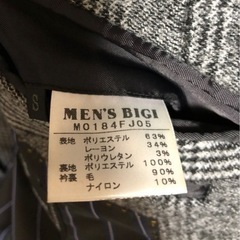 S
MEN'S BIGI
M0184FJ05
表地 ポリエステル 63%
レーヨン 34%
ポリウレタン 3%
裏地 ポリエステル 100%
衿裏 毛 90%
ナイロン 10%